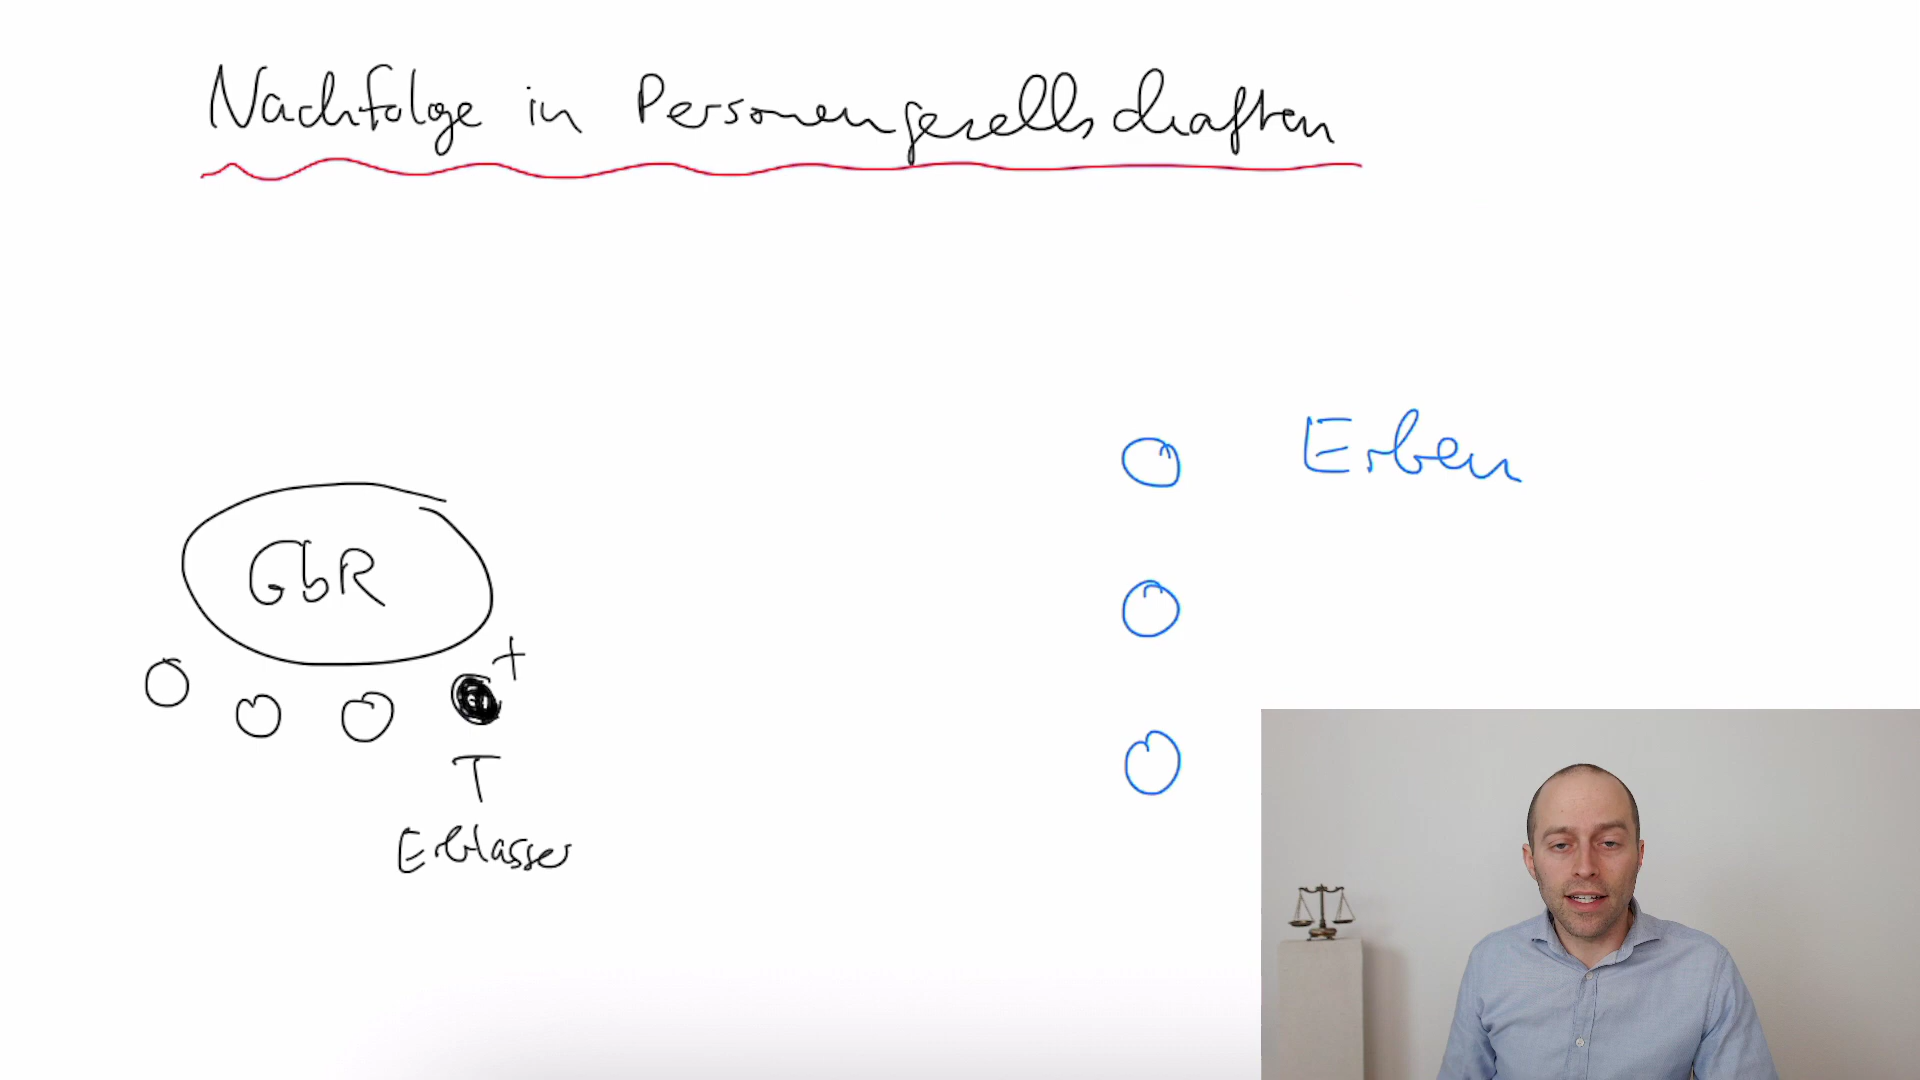 Nachfolge in Personengesellschaften
Erben
GbR
+
T
Erblasser